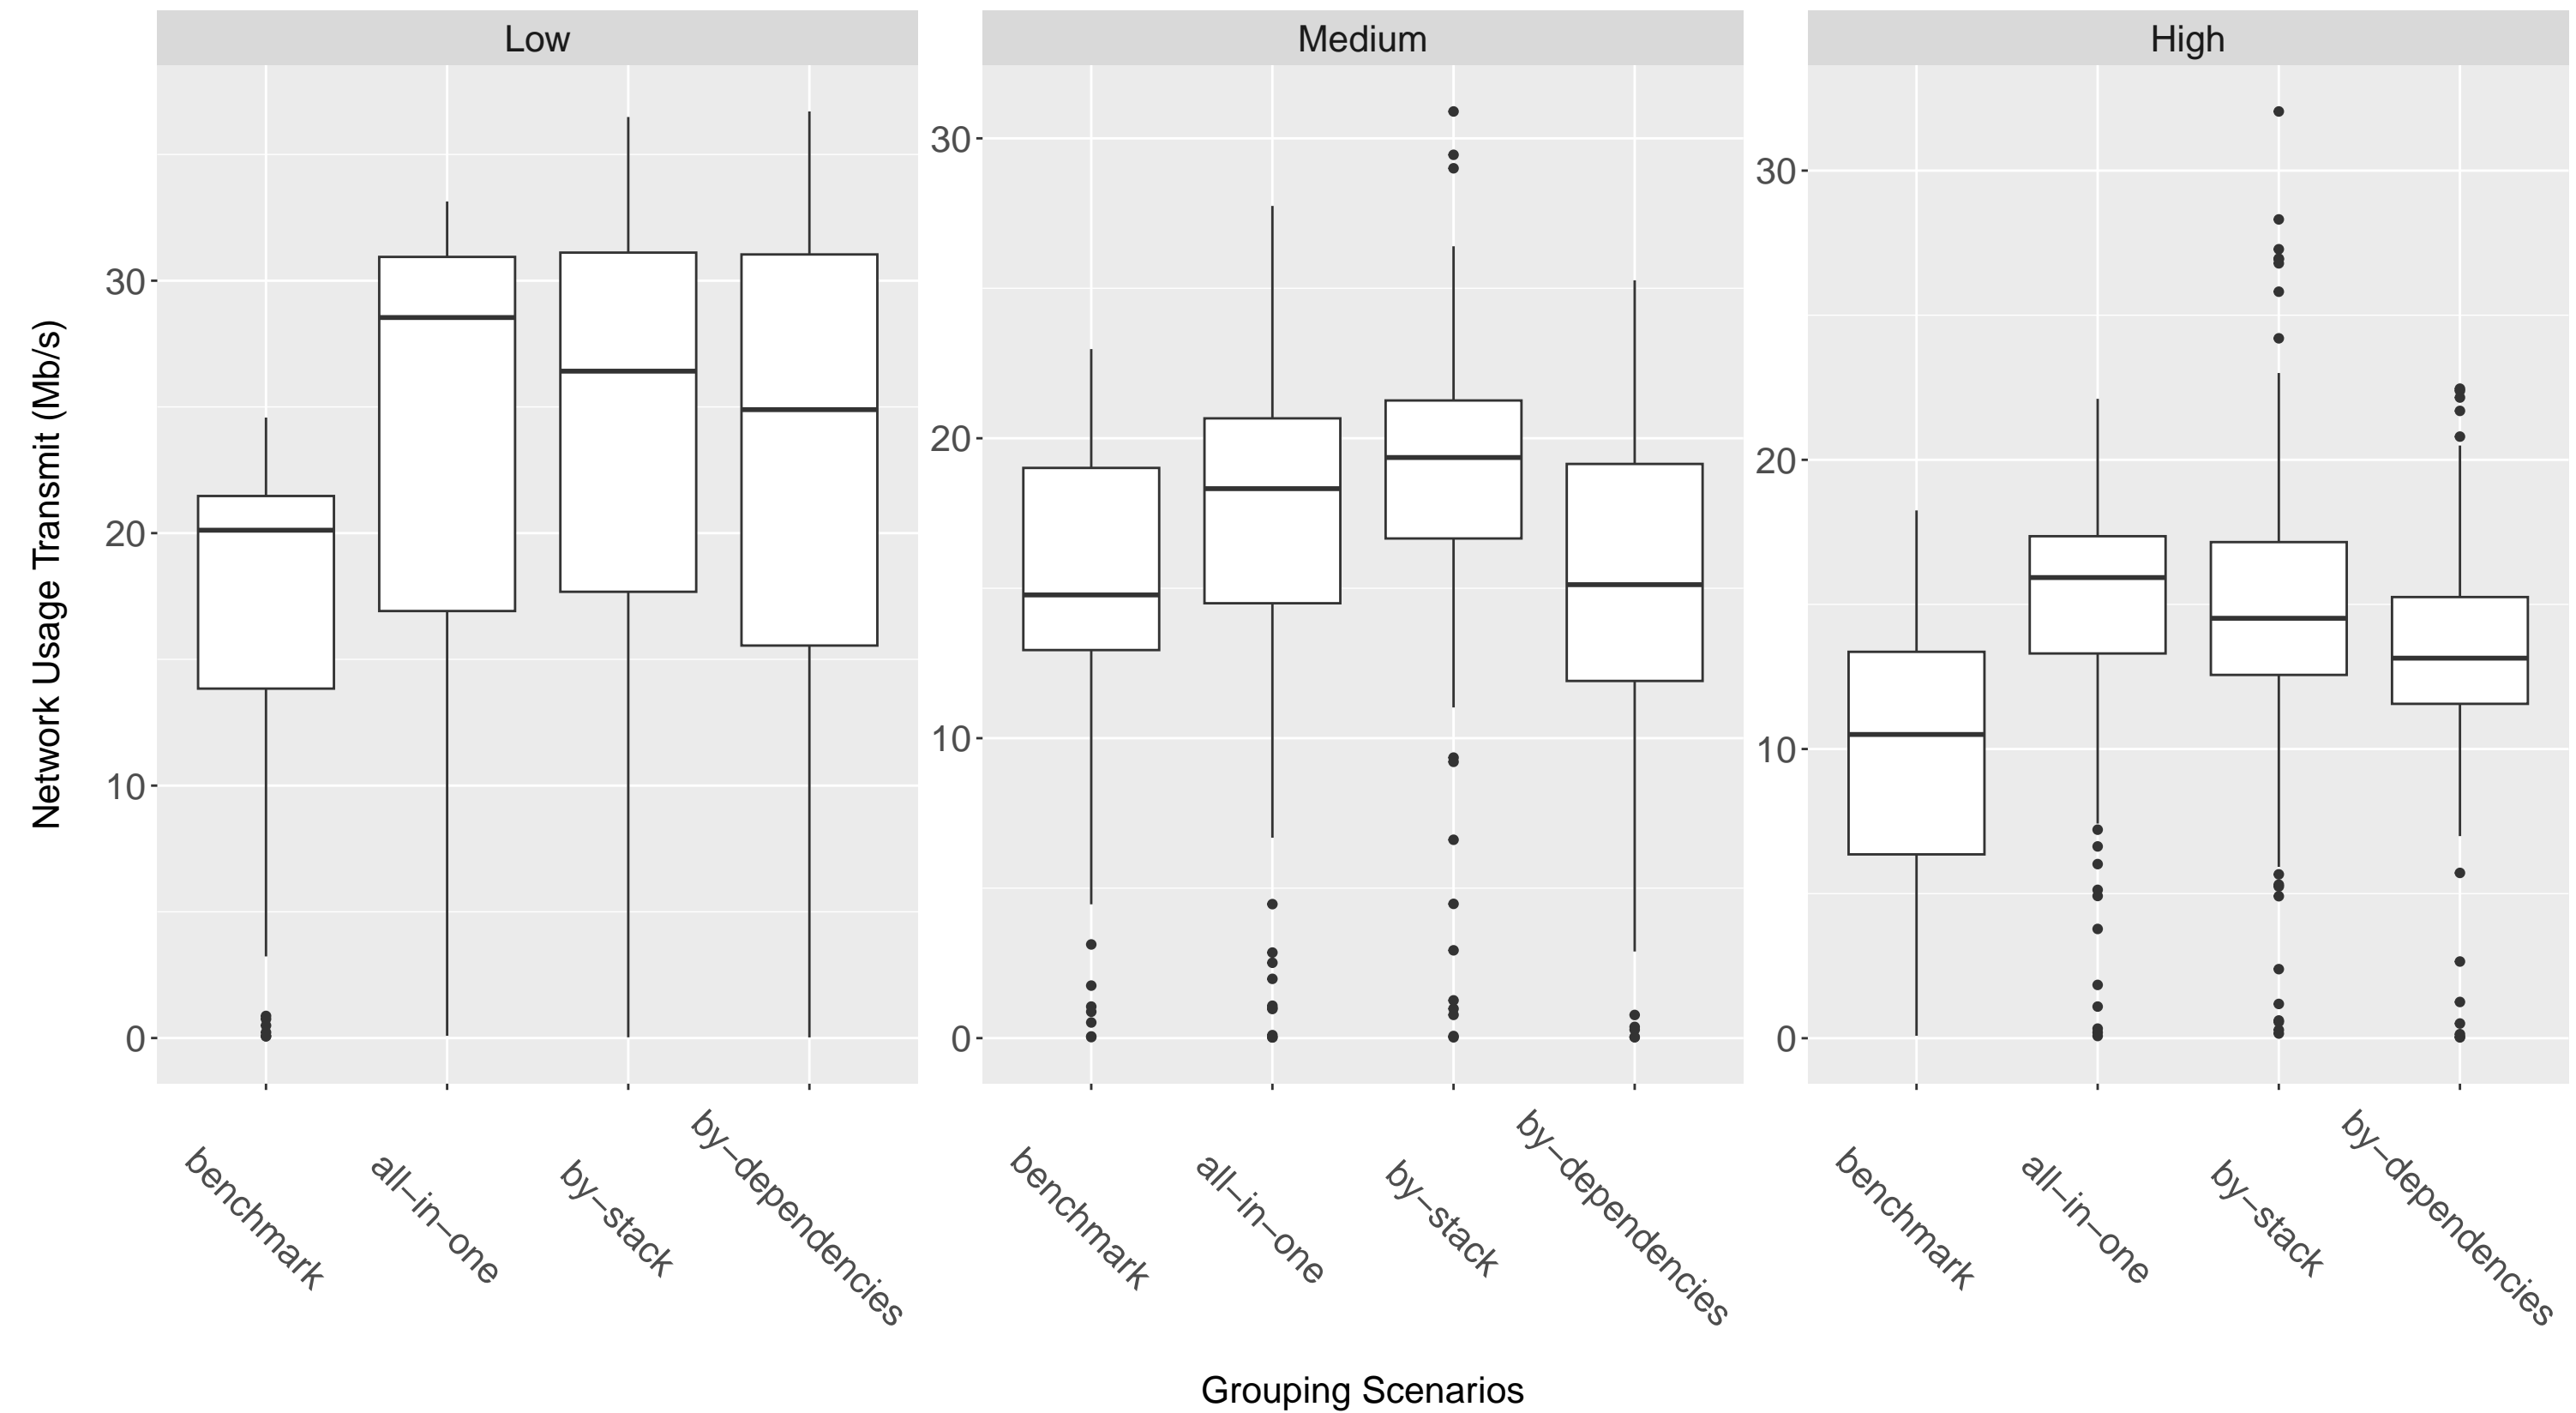 Low
Medium
High
Network Usage Transmit (Mb/s)
30
20
10
0
30
20
10
0
30
20
10
0
benchmark
all–in–one
by–stack
by–dependencies
benchmark
all–in–one
by–stack
by–dependencies
benchmark
all–in–one
by–stack
by–dependencies
Grouping Scenarios